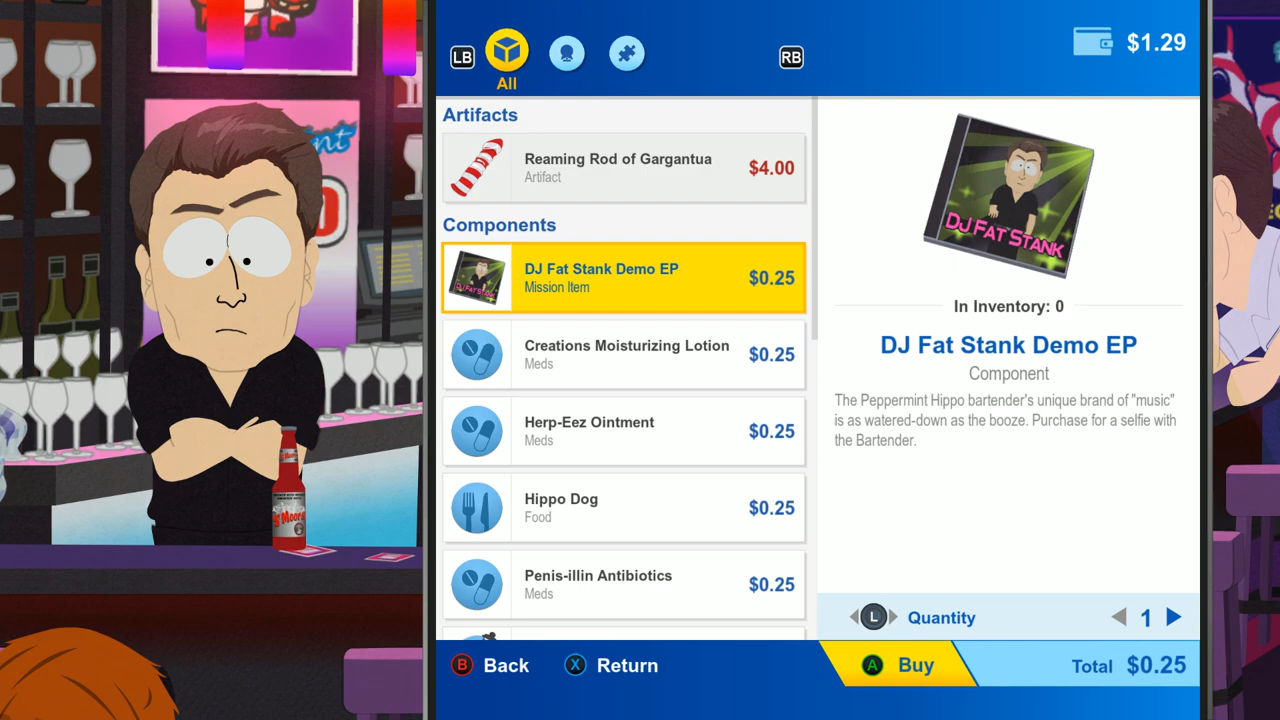 LB
All
RB
$1.29
Artifacts
Reaming Rod of Gargantua
Artifact
$4.00
Components
DJ Fat Stank Demo EP
Mission Item
$0.25
Creations Moisturizing Lotion
Meds
$0.25
Herp-Eez Ointment
Meds
$0.25
Hippo Dog
Food
$0.25
Penis-illin Antibiotics
Meds
$0.25
DJ FAT STANK
In Inventory: 0
DJ Fat Stank Demo EP
Component
The Peppermint Hippo bartender's unique brand of "music"
is as watered-down as the booze. Purchase for a selfie with
the Bartender.
L Quantity 1
B Back
X Return
A Buy
Total $0.25